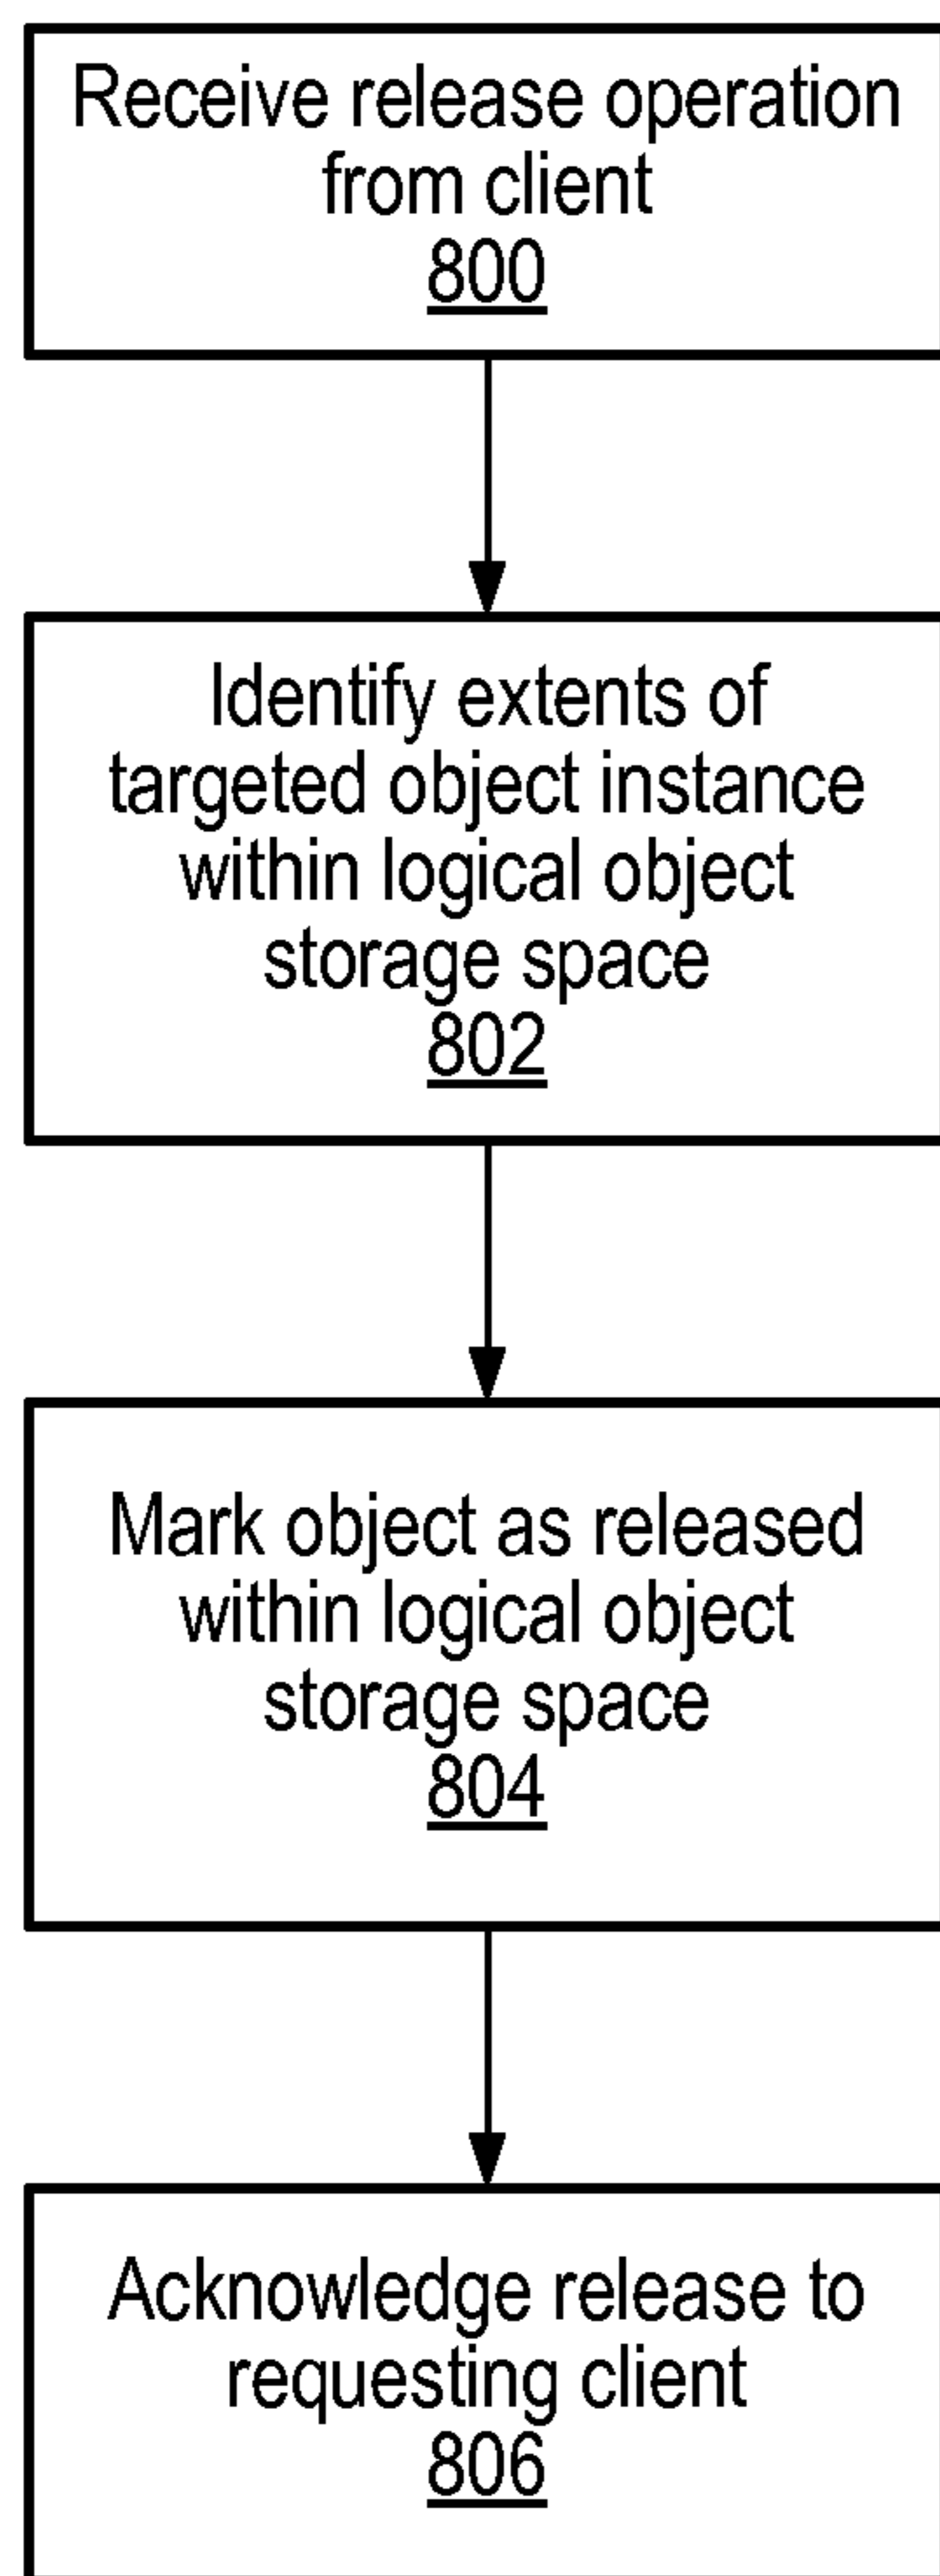 Receive release operation
from client
800
Identify extents of
targeted object instance
within logical object
storage space
802
Mark object as released
within logical object
storage space
804
Acknowledge release to
requesting client
806